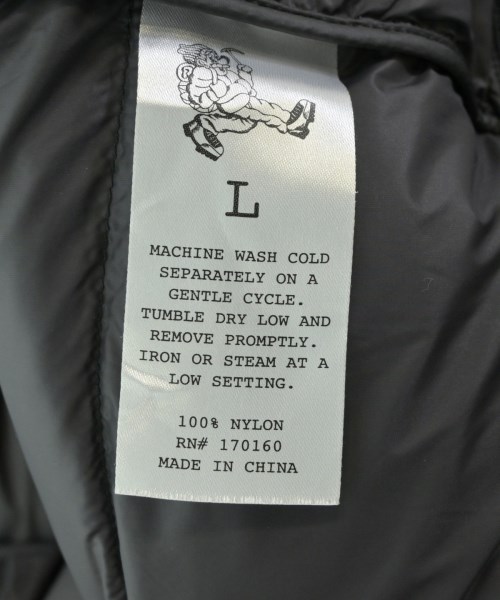 L
MACHINE WASH COLD
SEPARATELY ON A
GENTLE CYCLE.
TUMBLE DRY LOW AND
REMOVE PROMPTLY.
IRON OR STEAM AT A
LOW SETTING.
100% NYLON
RN# 170160
MADE IN CHINA